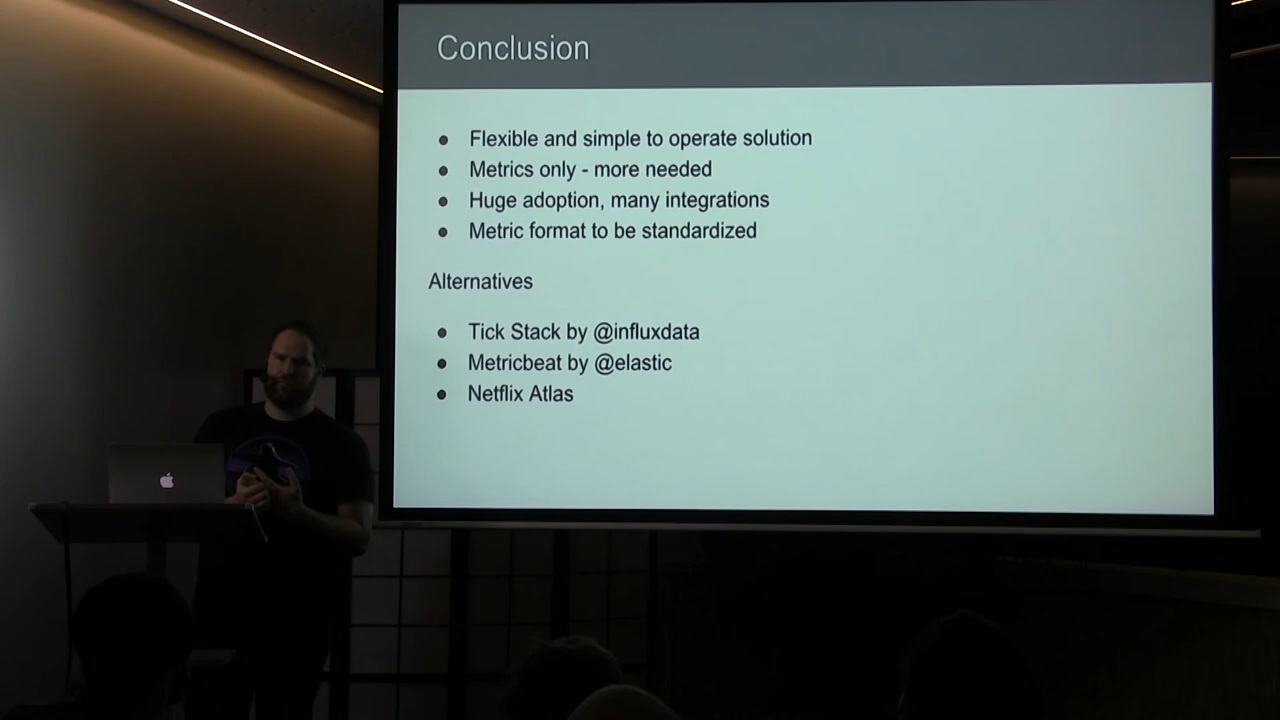 Conclusion
Flexible and simple to operate solution
Metrics only - more needed
Huge adoption, many integrations
Metric format to be standardized
Alternatives
Tick Stack by @influxdata
Metricbeat by @elastic
Netflix Atlas